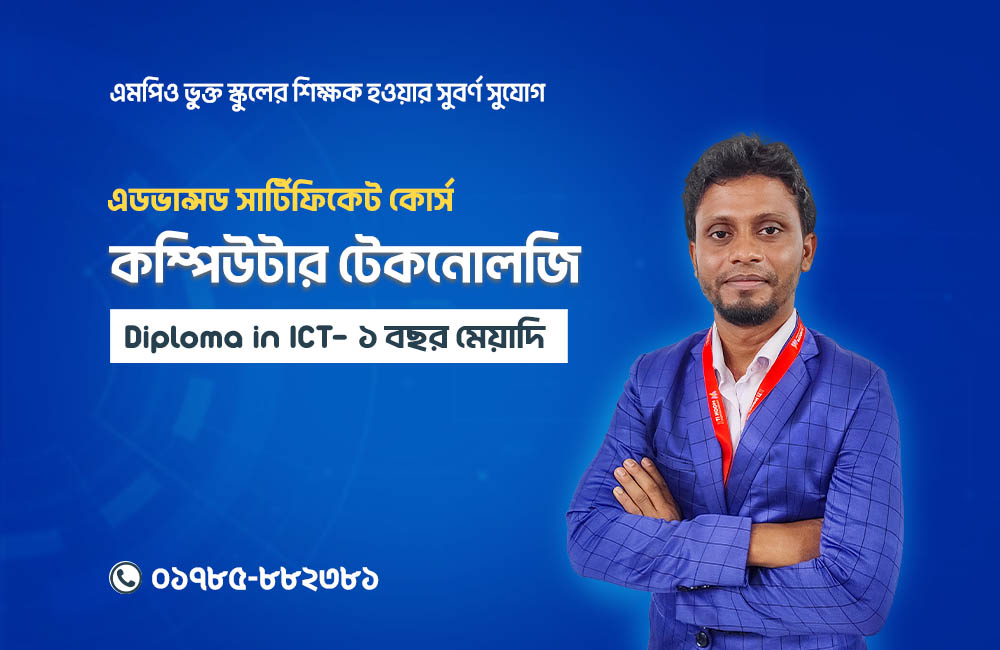 এমপিও ভুক্ত স্কুলের শিক্ষক হওয়ার সুবর্ণ সুযোগ
এডভান্সড সার্টিফিকেট কোর্স
কম্পিউটার টেকনোলজি
Diploma in ICT- ১ বছর মেয়াদি
০১৭৮৫-৮৮২৩৮১